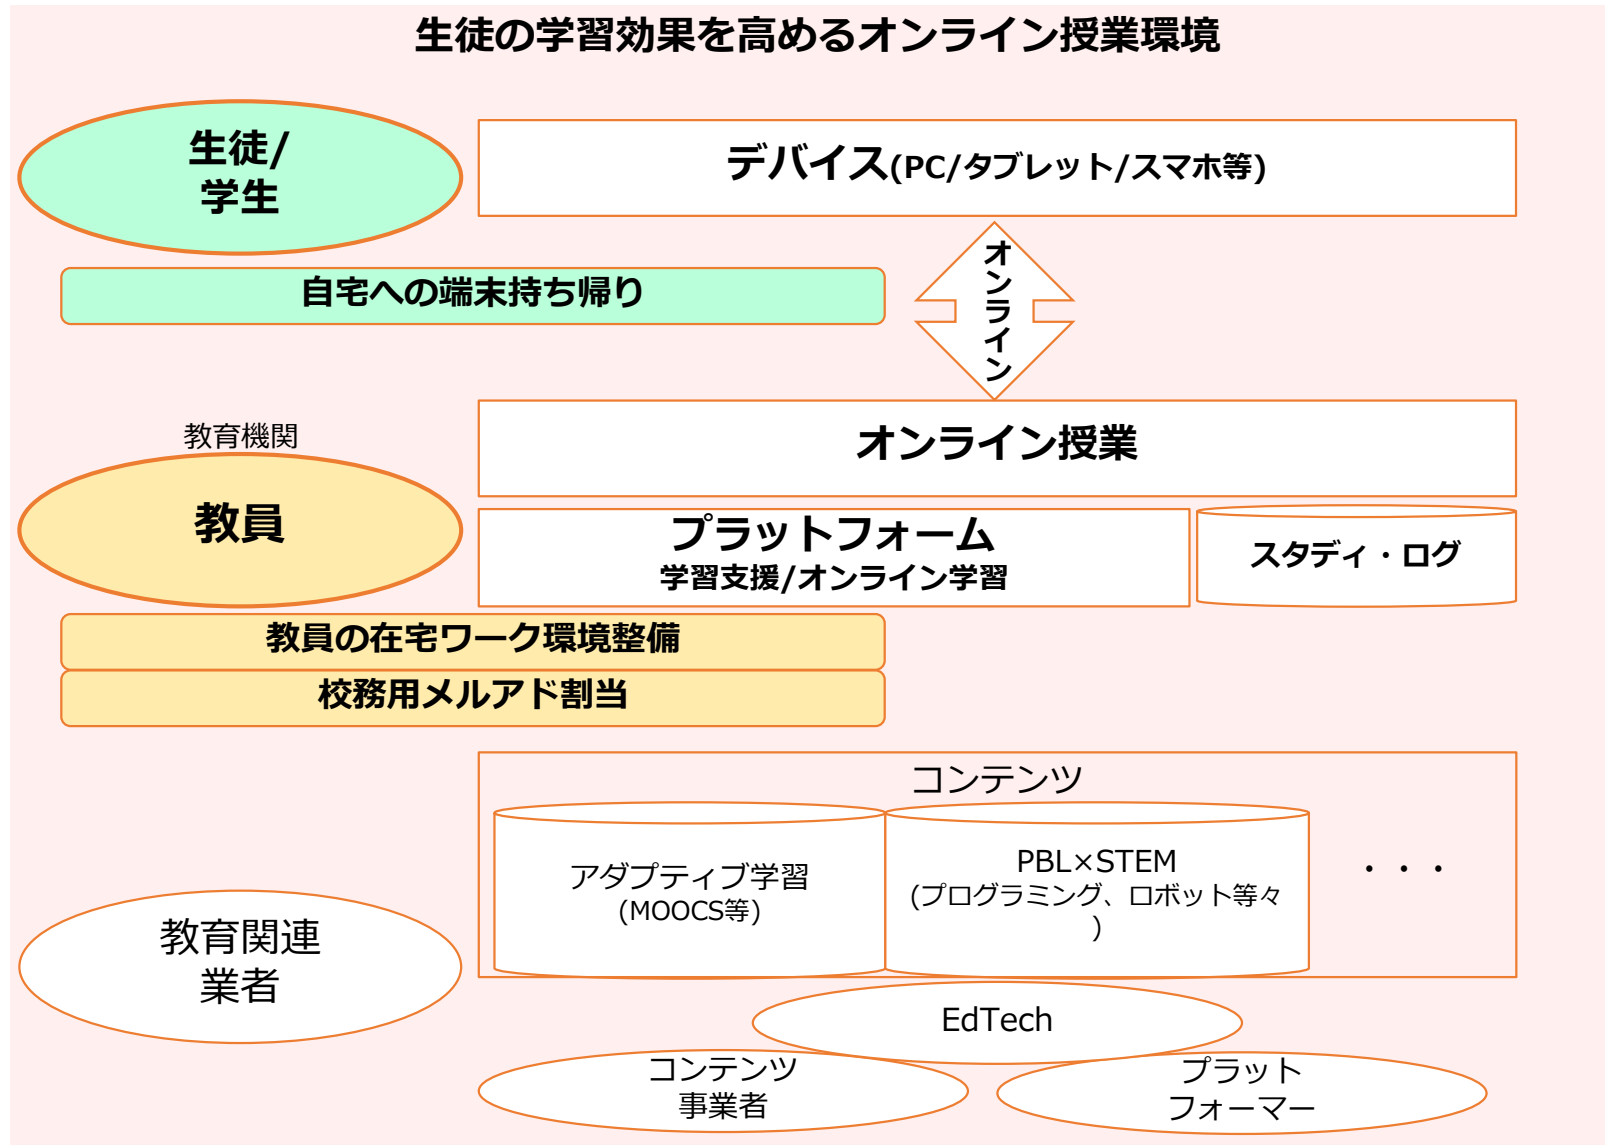 生徒の学習効果を高めるオンライン授業環境
生徒/
学生
デバイス(PC/タブレット/スマホ等)
自宅への端末持ち帰り
オンライン
教育機関
教員
オンライン授業
プラットフォーム
学習支援/オンライン学習
スタディ・ログ
教員の在宅ワーク環境整備
校務用メルアド割当
コンテンツ
アダプティブ学習
(MOOCS等)
PBL×STEM
(プログラミング、ロボット等々
)
・・・
教育関連
業者
EdTech
コンテンツ
事業者
プラット
フォーマー